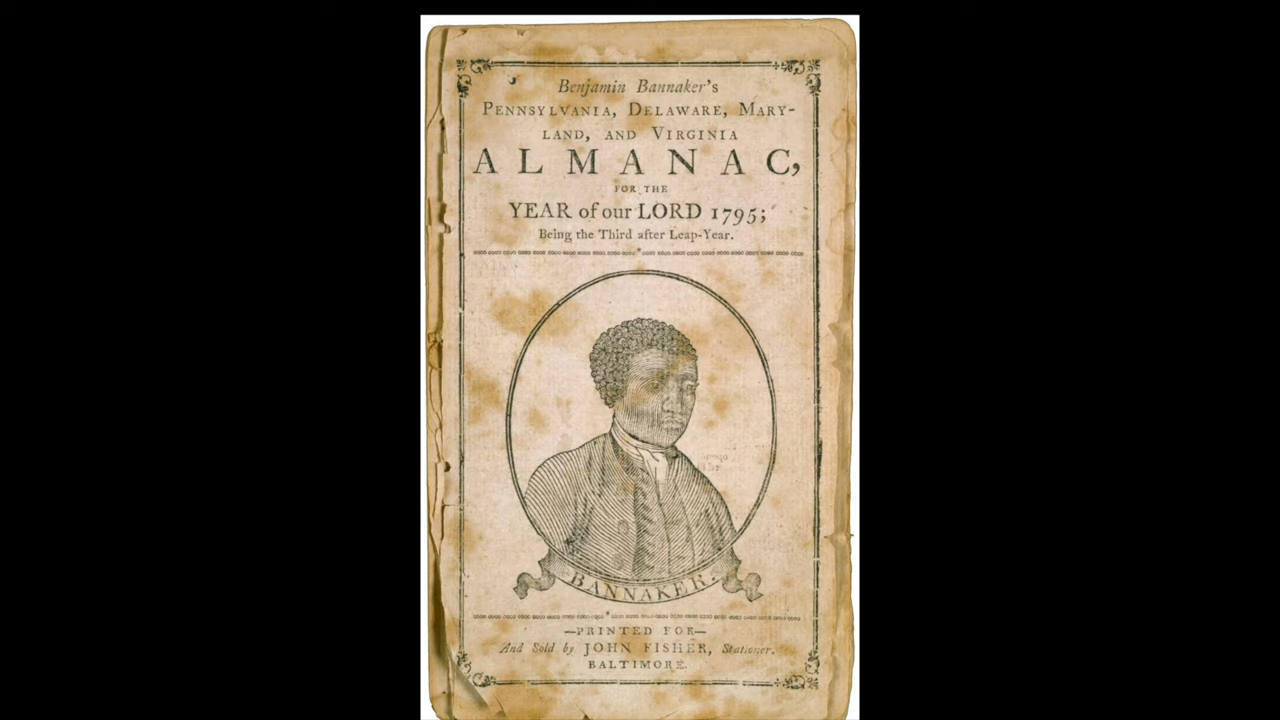 Benjamin Bannaker's
PENNSYLVANIA, DELAWARE, MARY-
LAND, AND VIRGINIA
ALMANAC,
FOR THE
YEAR of our LORD 1795;
Being the Third after Leap-Year.
BANNAKER.
—PRINTED FOR—
And Sold by JOHN FISHER, Stationer.
BALTIMORE.